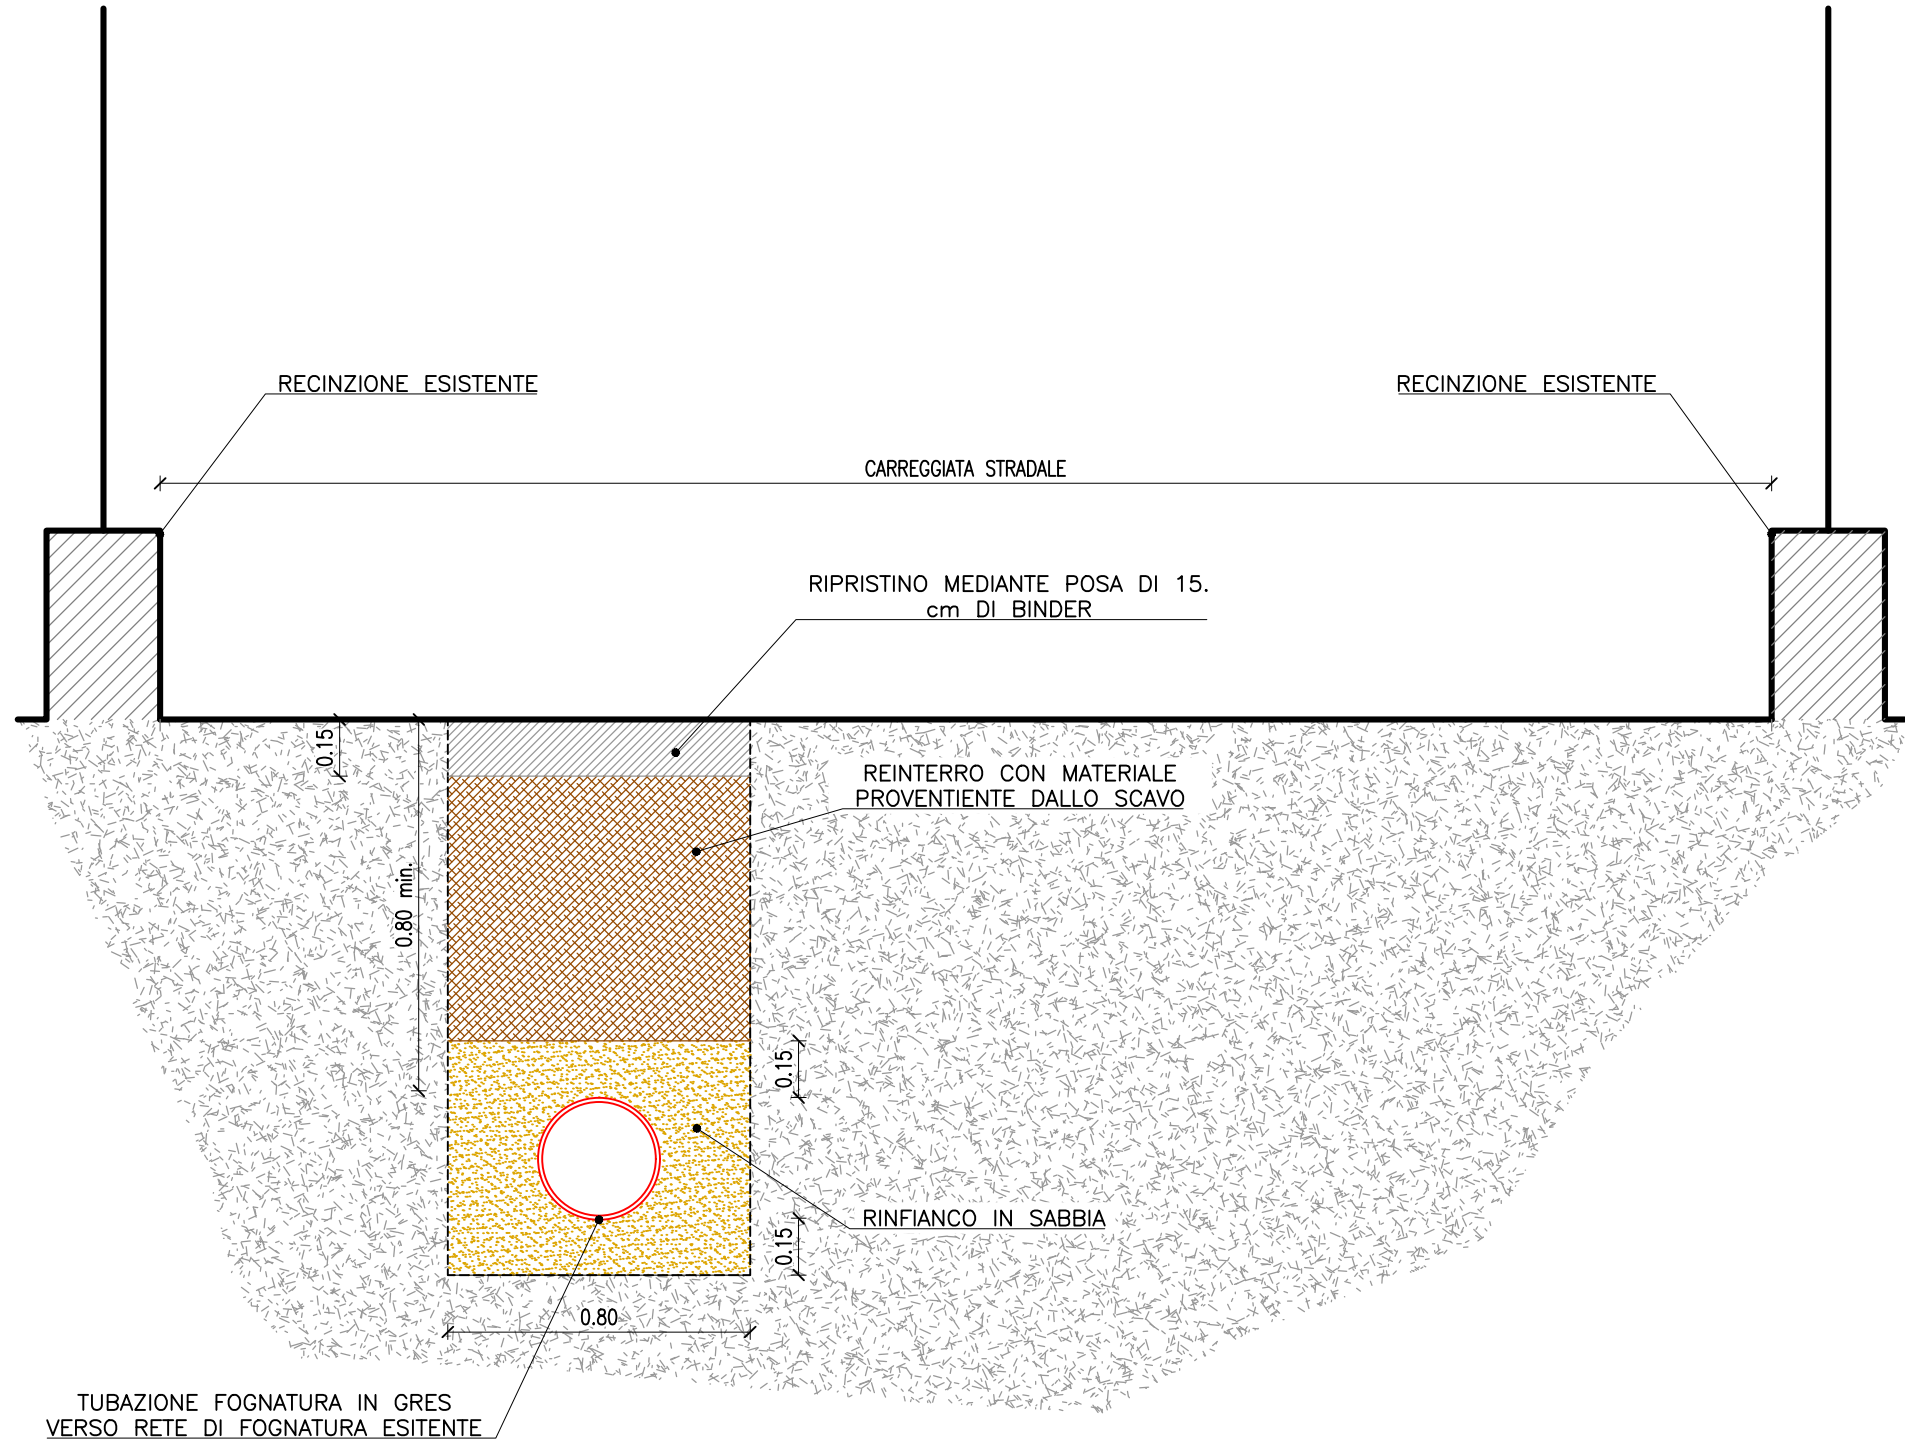 RECINZIONE ESISTENTE
RECINZIONE ESISTENTE
CARREGGIATA STRADALE
RIPRISTINO MEDIANTE POSA DI 15.
cm DI BINDER
0.15
REINTERRO CON MATERIALE
PROVENTIENTE DALLO SCAVO
0.80 min.
0.15
RINFIANCO IN SABBIA
0.15
0.80
TUBAZIONE FOGNATURA IN GRES
VERSO RETE DI FOGNATURA ESITENTE